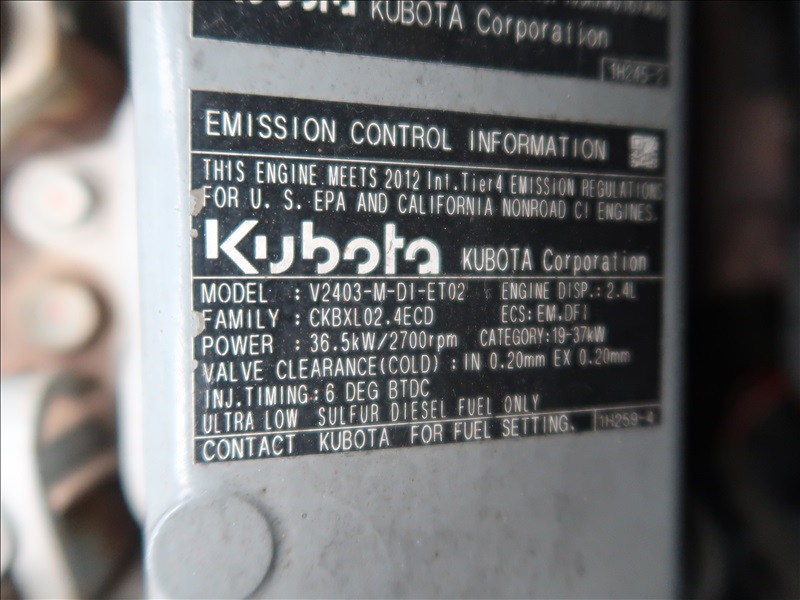 KUBOTA Corporation
1H245-2
EMISSION CONTROL INFORMATION
THIS ENGINE MEETS 2012 Int.Tier4 EMISSION REGULATIONS
FOR U. S. EPA AND CALIFORNIA NONROAD CI ENGINES.
Kubota KUBOTA Corporation
MODEL : V2403-M-DI-ET02 ENGINE DISP.: 2.4L
FAMILY : CKBXL02.4ECD ECS: EM,DFI
POWER : 36.5kW/2700rpm CATEGORY:19-37kW
VALVE CLEARANCE(COLD) : IN 0.20mm EX 0.20mm
INJ.TIMING: 6 DEG BTDC
ULTRA LOW SULFUR DIESEL FUEL ONLY
CONTACT KUBOTA FOR FUEL SETTING. 1H259-4